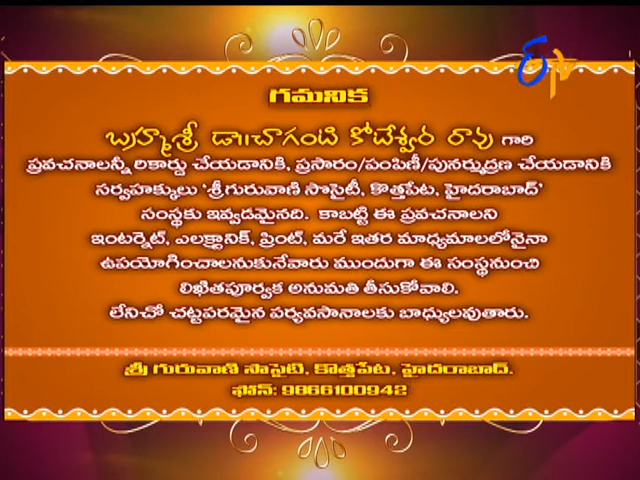 etv
గమనిక
బ్రహ్మశ్రీ డా॥చాగంటి కోటేశ్వర రావు గారి
ప్రవచనాలన్నీ రికార్డు చేయడానికి, ప్రసారం/పంపిణీ/పునర్ముద్రణ చేయడానికి
సర్వహక్కులు 'శ్రీ గురువాణి సొసైటీ, కొత్తపేట, హైదరాబాద్'
సంస్థకు ఇవ్వడమైనది. కాబట్టి ఈ ప్రవచనాలని
ఇంటర్నెట్, ఎలక్ట్రానిక్, ప్రింట్, మరే ఇతర మాధ్యమాలలోనైనా
ఉపయోగించాలనుకునేవారు ముందుగా ఈ సంస్థనుంచి
లిఖితపూర్వక అనుమతి తీసుకోవాలి.
లేనిచో చట్టపరమైన పర్యవసానాలకు బాధ్యులవుతారు.
శ్రీ గురువాణి సొసైటి, కొత్తపేట, హైదరాబాద్.
ఫోన్: 9866100942